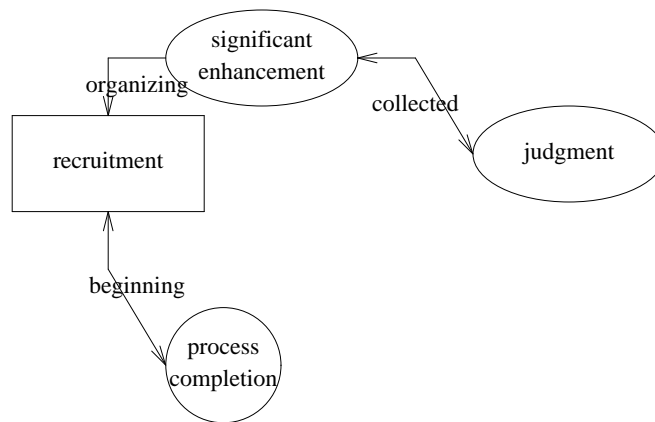 significant
enhancement
organizing
collected
judgment
recruitment
beginning
process
completion